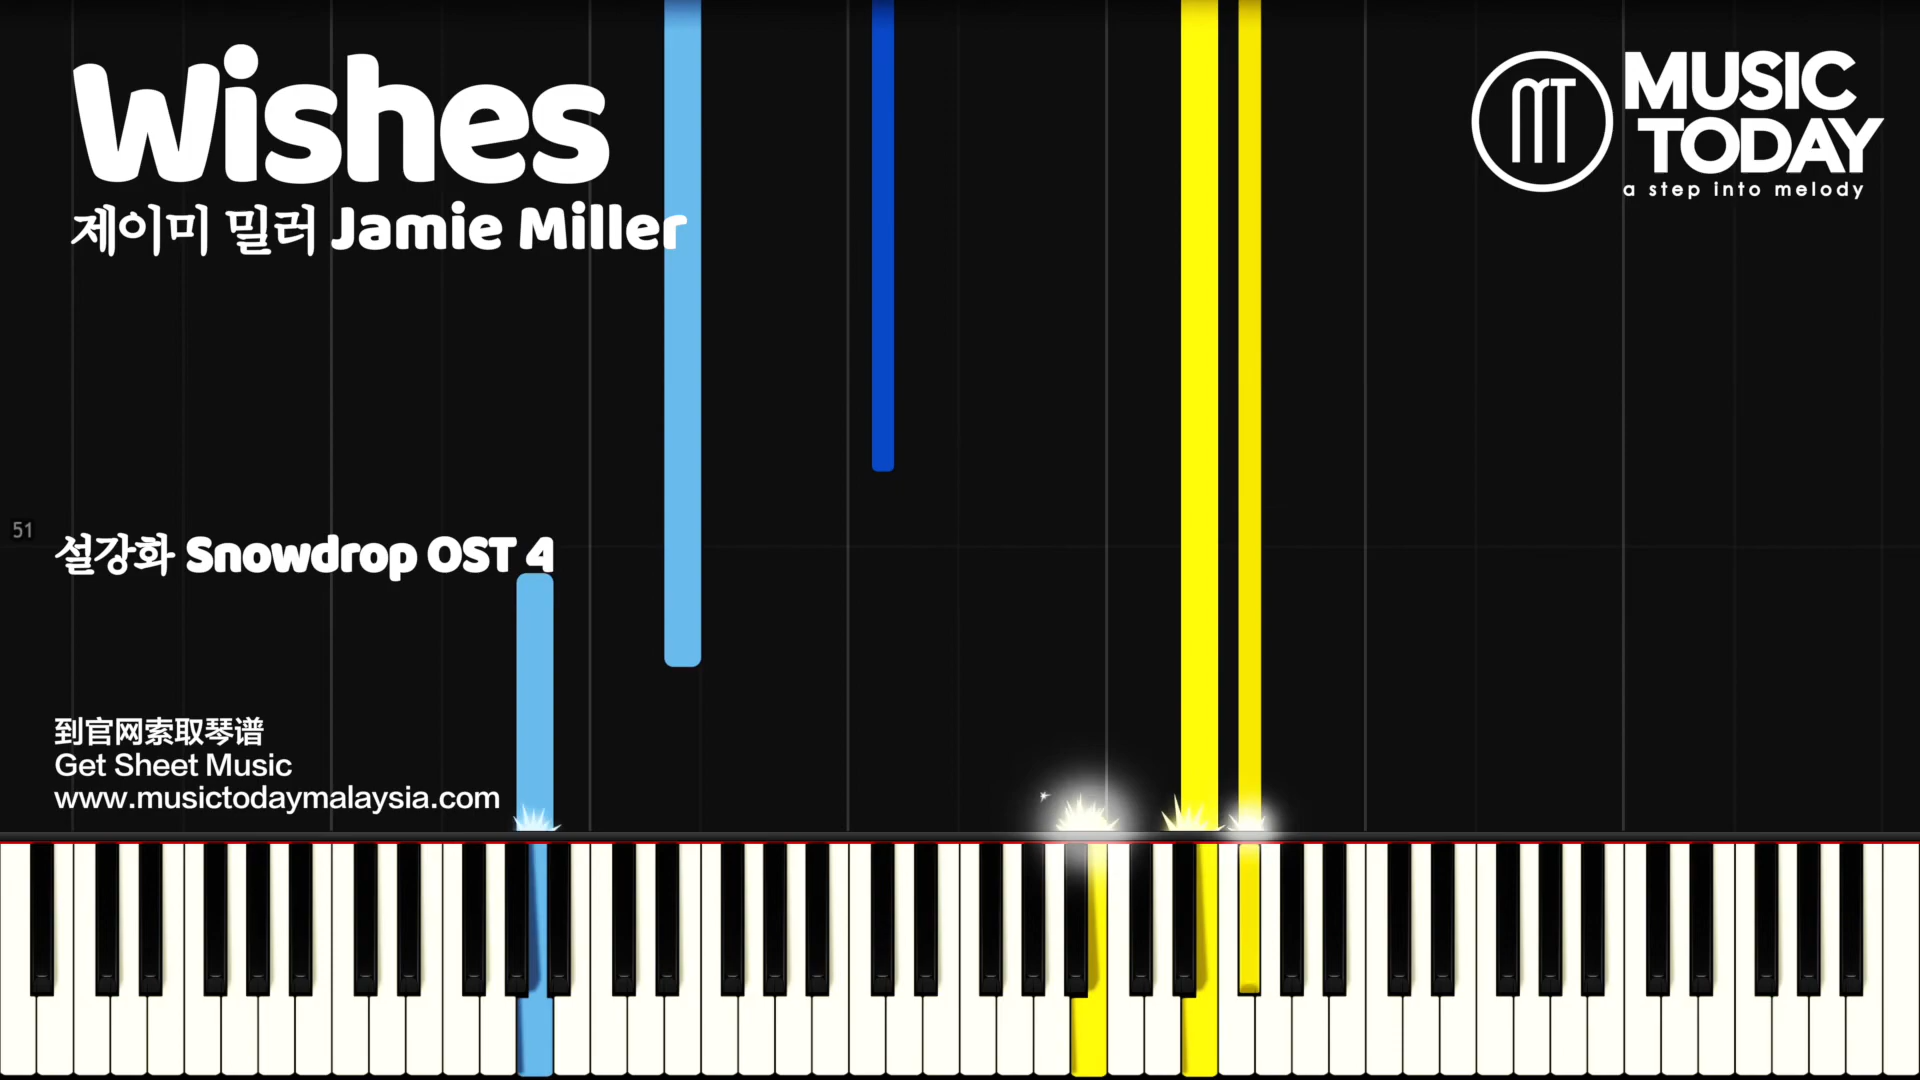 Wishes
제이미 밀러 Jamie Miller
MT
MUSIC
TODAY
a step into melody
51
설강화 Snowdrop OST 4
到官网索取琴谱
Get Sheet Music
www.musictodaymalaysia.com